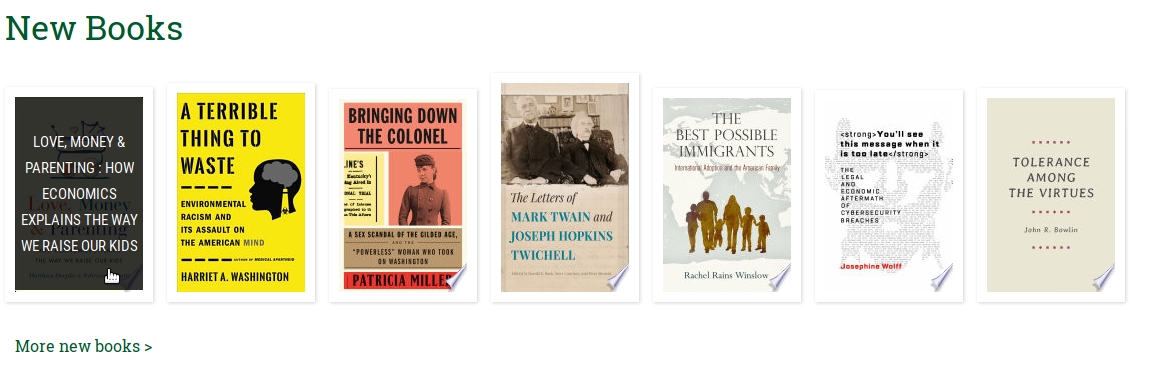 New Books
LOVE, MONEY &
PARENTING : HOW
ECONOMICS
EXPLAINS THE WAY
WE RAISE OUR KIDS
A TERRIBLE
THING TO
WASTE
ENVIRONMENTAL
RACISM AND
ITS ASSAULT ON
THE AMERICAN MIND
AUTHOR OF MEDICAL APARTHEID
HARRIET A. WASHINGTON
BRINGING DOWN
THE COLONEL
A SEX SCANDAL OF THE GILDED AGE,
AND THE
"POWERLESS" WOMAN WHO TOOK
ON WASHINGTON
PATRICIA MILLER
The Letters of
MARK TWAIN and
JOSEPH HOPKINS
TWICHELL
THE
BEST POSSIBLE
IMMIGRANTS
International Adoption and the American Family
Rachel Rains Winslow
<strong>You'll see
this message when it
is too late</strong>
THE
LEGAL
AND
ECONOMIC
AFTERMATH
OF
CYBERSECURITY
BREACHES
Josephine Wolff
TOLERANCE
AMONG
THE VIRTUES
John R. Bowlin
More new books >